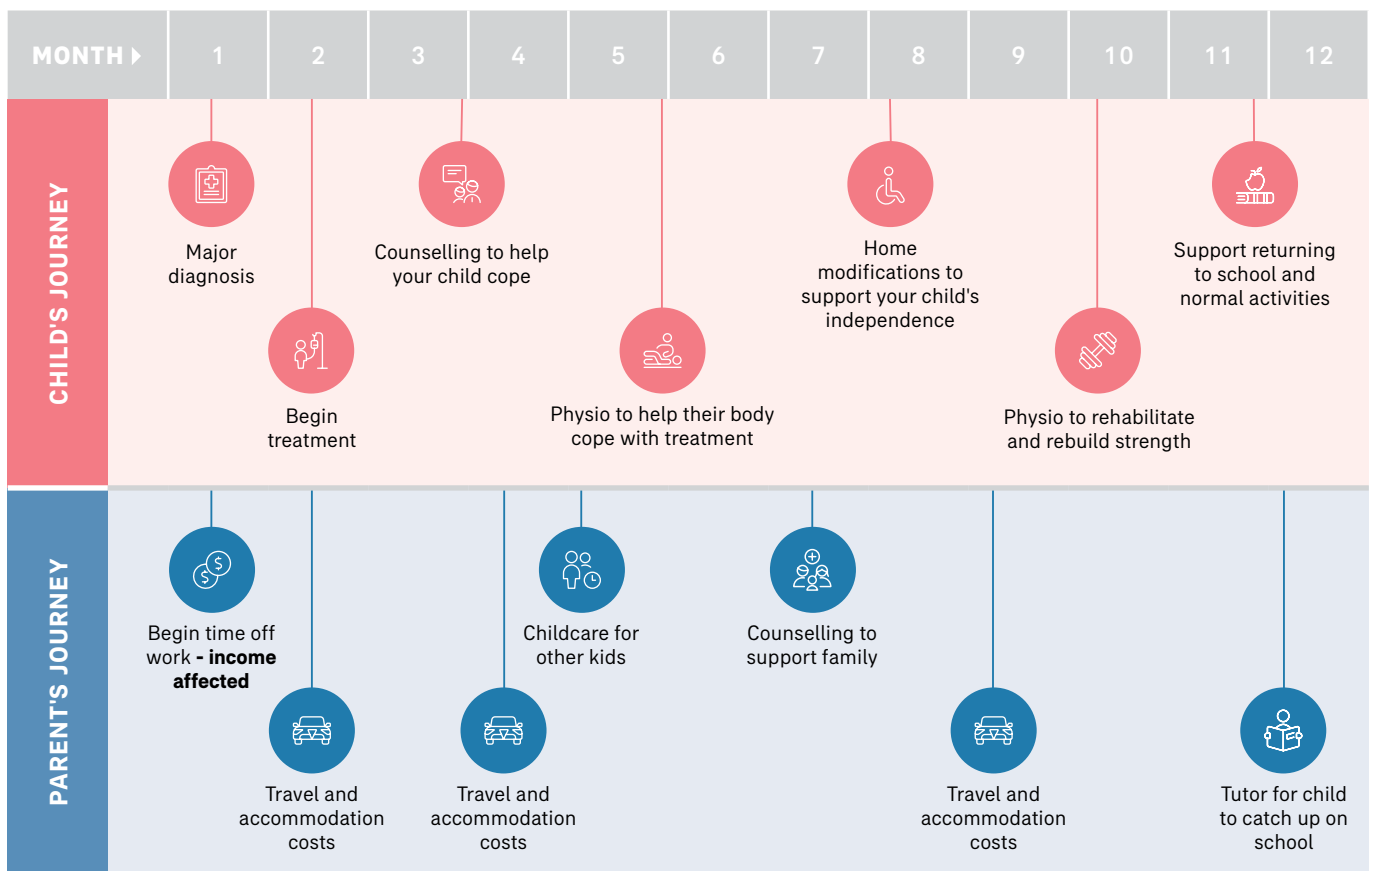 MONTH
1
2
3
4
5
6
7
8
9
10
11
12
CHILD'S JOURNEY
Major
diagnosis
Begin
treatment
Counselling to help
your child cope
Physio to help their body
cope with treatment
Home
modifications to
support your child's
independence
Physio to rehabilitate
and rebuild strength
Support returning
to school and
normal activities
PARENT'S JOURNEY
$
$
Begin time off
work - income
affected
Travel and
accommodation
costs
Travel and
accommodation
costs
Childcare for
other kids
Counselling to
support family
Travel and
accommodation
costs
Tutor for child
to catch up on
school